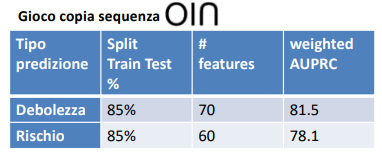 Gioco copia sequenza OIN
Tipo predizione Split Train Test % # features weighted AUPRC
Debolezza 85% 70 81.5
Rischio 85% 60 78.1